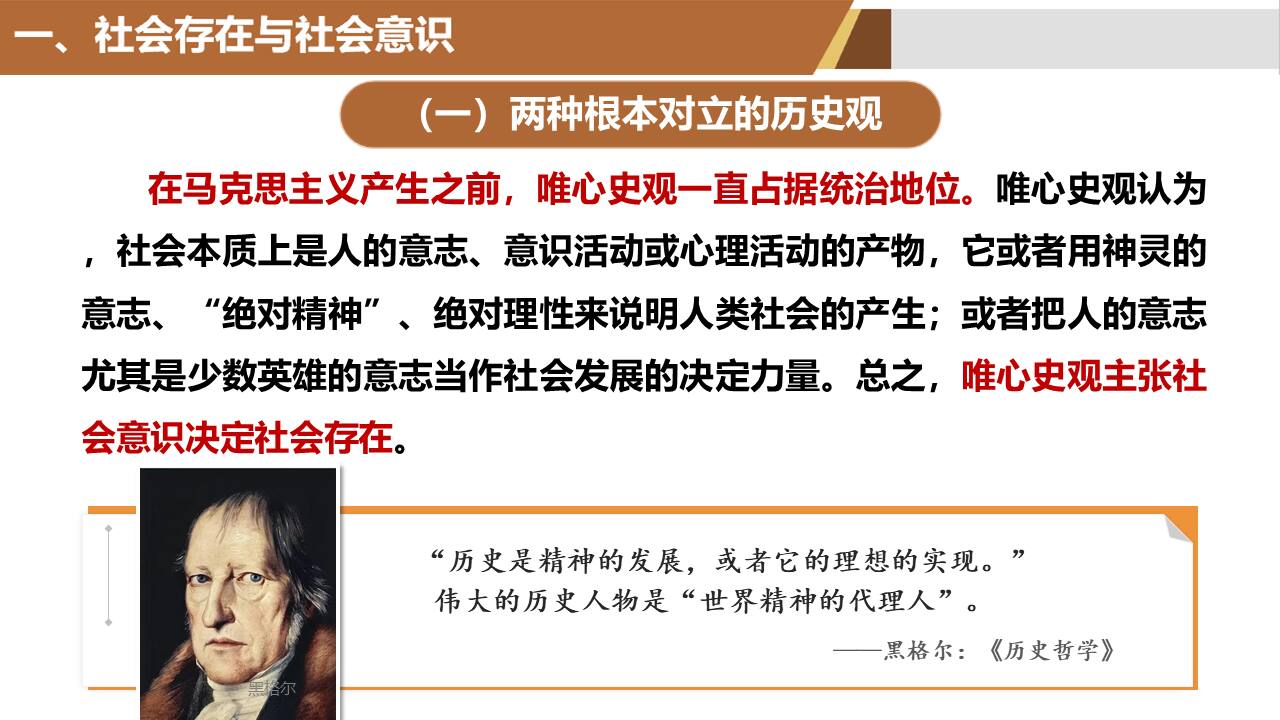 一、社会存在与社会意识
（一）两种根本对立的历史观
在马克思主义产生之前，唯心史观一直占据统治地位。唯心史观认为
，社会本质上是人的意志、意识活动或心理活动的产物，它或者用神灵的
意志、“绝对精神”、绝对理性来说明人类社会的产生；或者把人的意志
尤其是少数英雄的意志当作社会发展的决定力量。总之，唯心史观主张社
会意识决定社会存在。
“历史是精神的发展，或者它的理想的实现。”
伟大的历史人物是“世界精神的代理人”。
——黑格尔：《历史哲学》
黑格尔